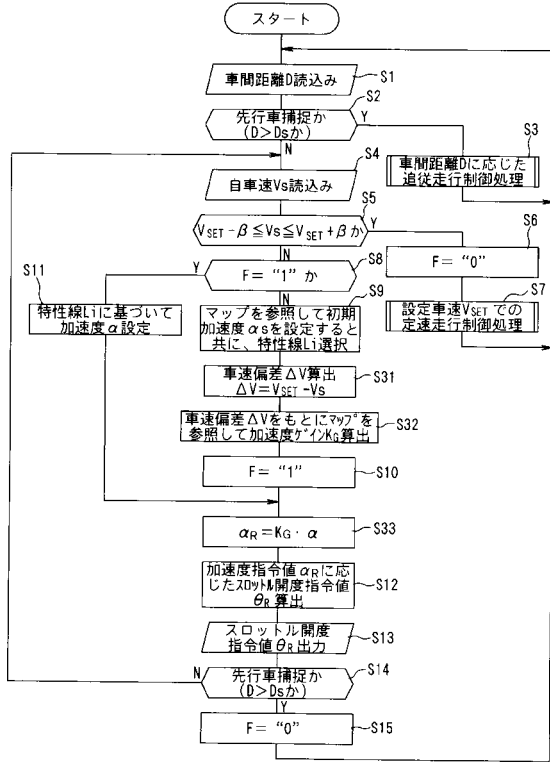 スタート
車間距離D読込み
S1
先行車捕捉か
(D>Dsか)
S2
Y
N
車間距離Dに応じた
追従走行制御処理
S3
自車速Vs読込み
S4
VSET−β≦Vs≦VSET+βか
S5
Y
N
F= “0”
S6
設定車速VSETでの
定速走行制御処理
S7
F= “1” か
S8
Y
N
特性線Liに基づいて
加速度α設定
S11
マップを参照して初期
加速度αsを設定すると
共に、特性線Li選択
S9
車速偏差ΔV算出
ΔV=VSET−Vs
S31
車速偏差ΔVをもとにマップを
参照して加速度ゲインKG算出
S32
F= “1”
S10
αR=KG・α
S33
加速度指令値αRに応
じたスロットル開度指令値
θR算出
S12
スロットル開度
指令値θR出力
S13
先行車捕捉か
(D>Dsか)
S14
N
Y
F= “0”
S15